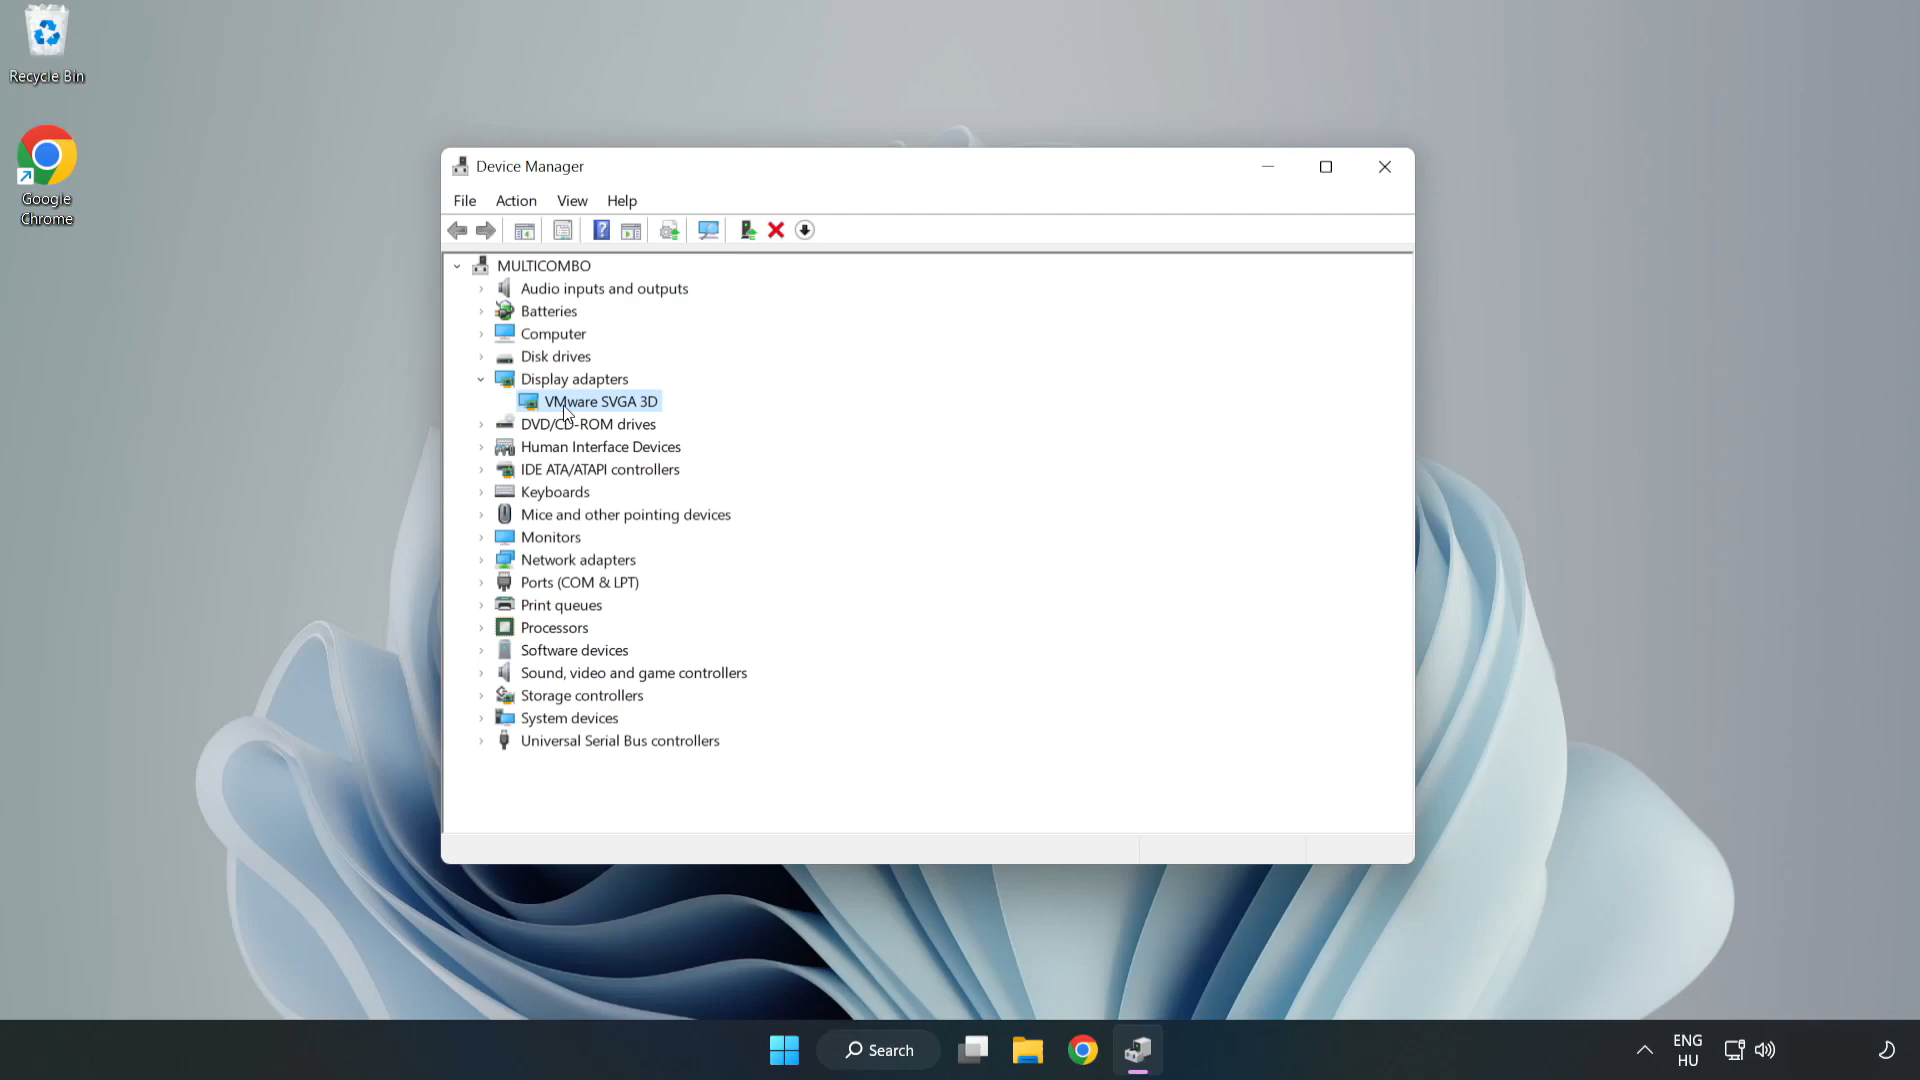 Recycle Bin
Google
Chrome
Device Manager
File Action View Help
MULTICOMBO
Audio inputs and outputs
Batteries
Computer
Disk drives
Display adapters
VMware SVGA 3D
DVD/CD-ROM drives
Human Interface Devices
IDE ATA/ATAPI controllers
Keyboards
Mice and other pointing devices
Monitors
Network adapters
Ports (COM & LPT)
Print queues
Processors
Software devices
Sound, video and game controllers
Storage controllers
System devices
Universal Serial Bus controllers
Search
ENG
HU